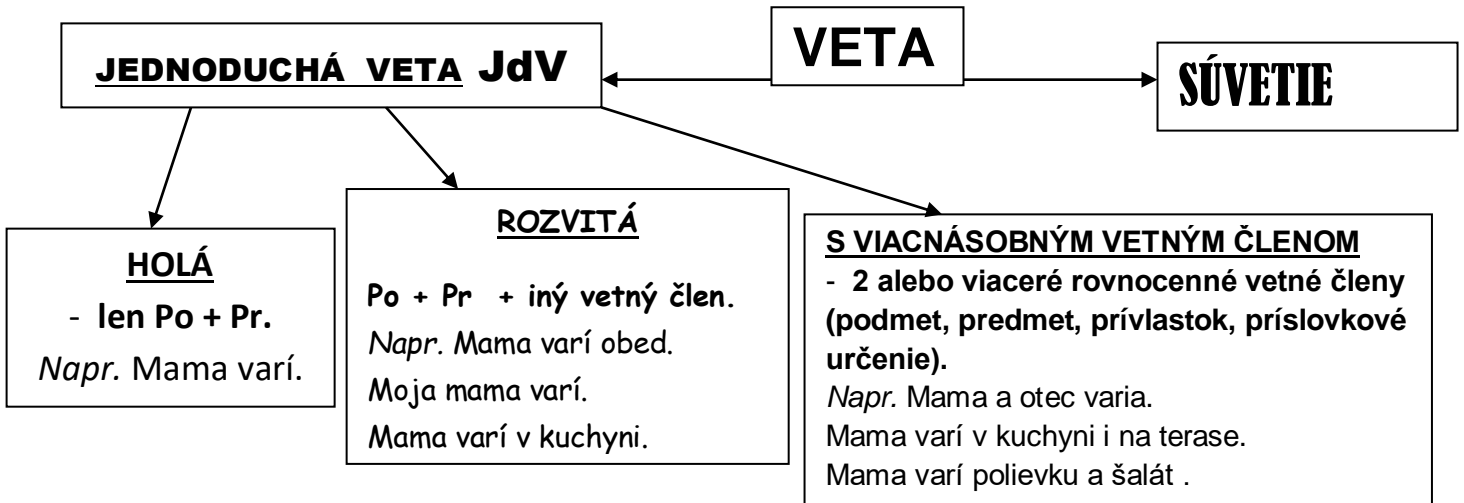 VETA
JEDNODUCHÁ VETA JdV
SÚVETIE
HOLÁ
- len Po + Pr.
Napr. Mama varí.
ROZVITÁ
Po + Pr + iný vetný člen.
Napr. Mama varí obed.
Moja mama varí.
Mama varí v kuchyni.
S VIACNÁSOBNÝM VETNÝM ČLENOM
- 2 alebo viaceré rovnocenné vetné členy
(podmet, predmet, prívlastok, príslovkové
určenie).
Napr. Mama a otec varia.
Mama varí v kuchyni i na terase.
Mama varí polievku a šalát .